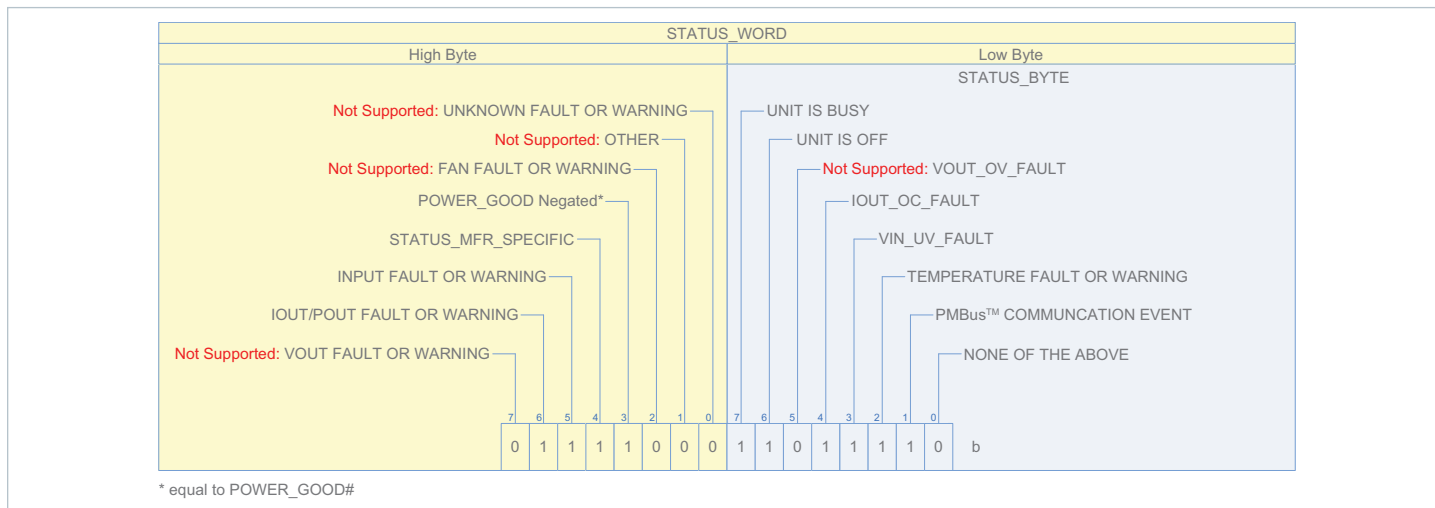 STATUS_WORD
High Byte
Low Byte
STATUS_BYTE
Not Supported: UNKNOWN FAULT OR WARNING
UNIT IS BUSY
Not Supported: OTHER
UNIT IS OFF
Not Supported: FAN FAULT OR WARNING
Not Supported: VOUT_OV_FAULT
POWER_GOOD Negated*
IOUT_OC_FAULT
STATUS_MFR_SPECIFIC
VIN_UV_FAULT
INPUT FAULT OR WARNING
TEMPERATURE FAULT OR WARNING
IOUT/POUT FAULT OR WARNING
PMBus™ COMMUNCATION EVENT
Not Supported: VOUT FAULT OR WARNING
NONE OF THE ABOVE
7 6 5 4 3 2 1 0 7 6 5 4 3 2 1 0
0 1 1 1 1 0 0 0 1 1 0 1 1 1 1 0 b
* equal to POWER_GOOD#